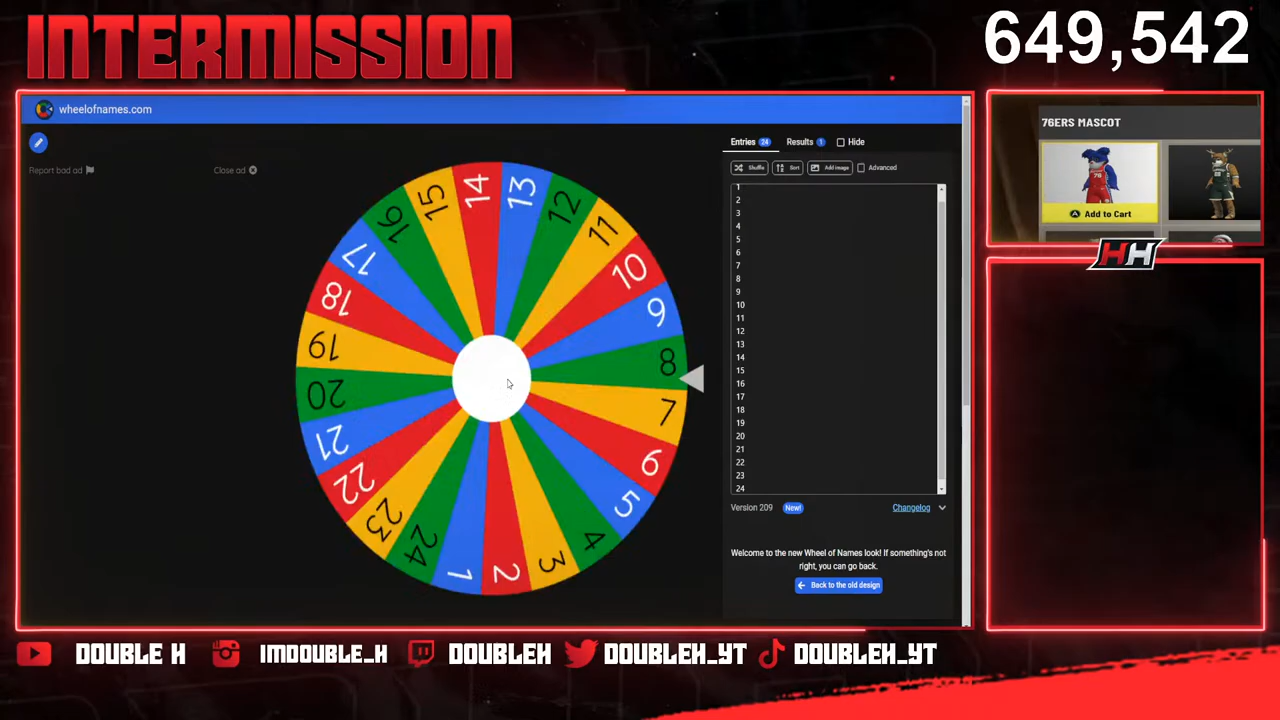 INTERMISSION
649,542
wheelofnames.com
Report bad ad
Close ad
Entries 24
Results 1
Hide
Shuffle
Sort
Add image
Advanced
1
2
3
4
5
6
7
8
9
10
11
12
13
14
15
16
17
18
19
20
21
22
23
24
1
2
3
4
5
6
7
8
9
10
11
12
13
14
15
16
17
18
19
20
21
22
23
24
Version 209 New! Changelog
Welcome to the new Wheel of Names look! If something's not
right, you can go back.
Back to the old design
76ERS MASCOT
76
A Add to Cart
HH
DOUBLE H
IMDOUBLE_H
DOUBLEH
DOUBLEH_YT
DOUBLEH_YT